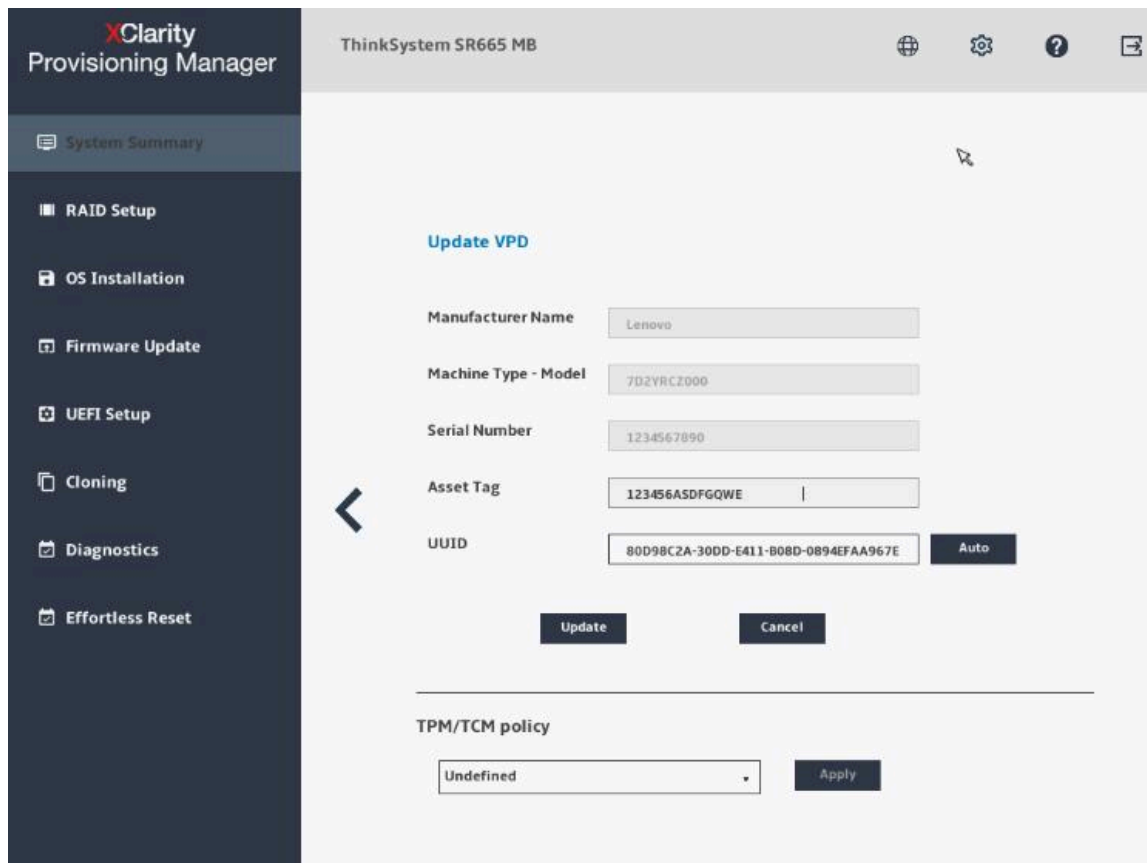 XClarity
Provisioning Manager
ThinkSystem SR665 MB
System Summary
RAID Setup
OS Installation
Firmware Update
UEFI Setup
Cloning
Diagnostics
Effortless Reset
Update VPD
Manufacturer Name
Lenovo
Machine Type - Model
7D2YRCZ000
Serial Number
1234567890
Asset Tag
123456ASDFGQWE
UUID
80D98C2A-30DD-E411-B08D-0894EFAA967E
Auto
Update
Cancel
TPM/TCM policy
Undefined
Apply